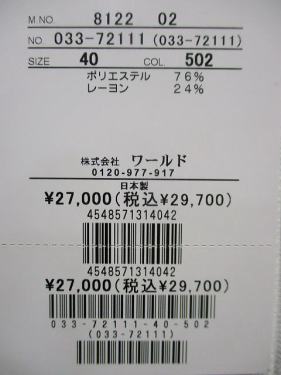 M NO 8122 02
NO 033-72111 (033-72111)
SIZE 40 COL. 502
ポリエステル 76%
レーヨン 24%
株式会社 ワールド
0120-977-917
日本製
¥27,000(税込¥29,700)
4548571314042
4548571314042
¥27,000(税込¥29,700)
033-72111-40-502
(033-72111)